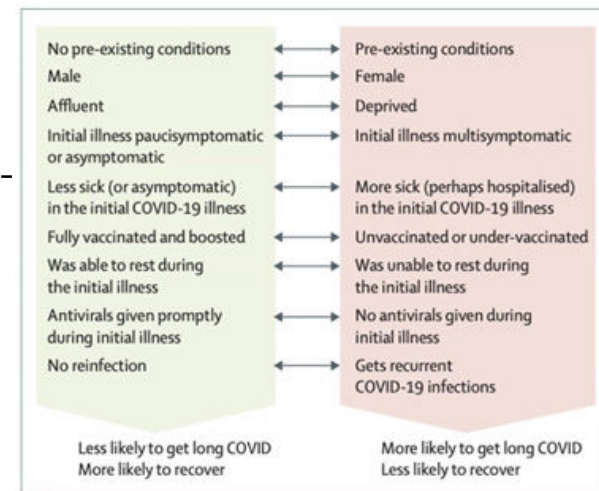 No pre-existing conditions
Pre-existing conditions
Male
Female
Affluent
Deprived
Initial illness paucisymptomatic
or asymptomatic
Initial illness multisymptomatic
Less sick (or asymptomatic)
in the initial COVID-19 illness
More sick (perhaps hospitalised)
in the initial COVID-19 illness
Fully vaccinated and boosted
Unvaccinated or under-vaccinated
Was able to rest during
the initial illness
Was unable to rest during
the initial illness
Antivirals given promptly
during initial illness
No antivirals given during
initial illness
No reinfection
Gets recurrent
COVID-19 infections
Less likely to get long COVID
More likely to recover
More likely to get long COVID
Less likely to recover